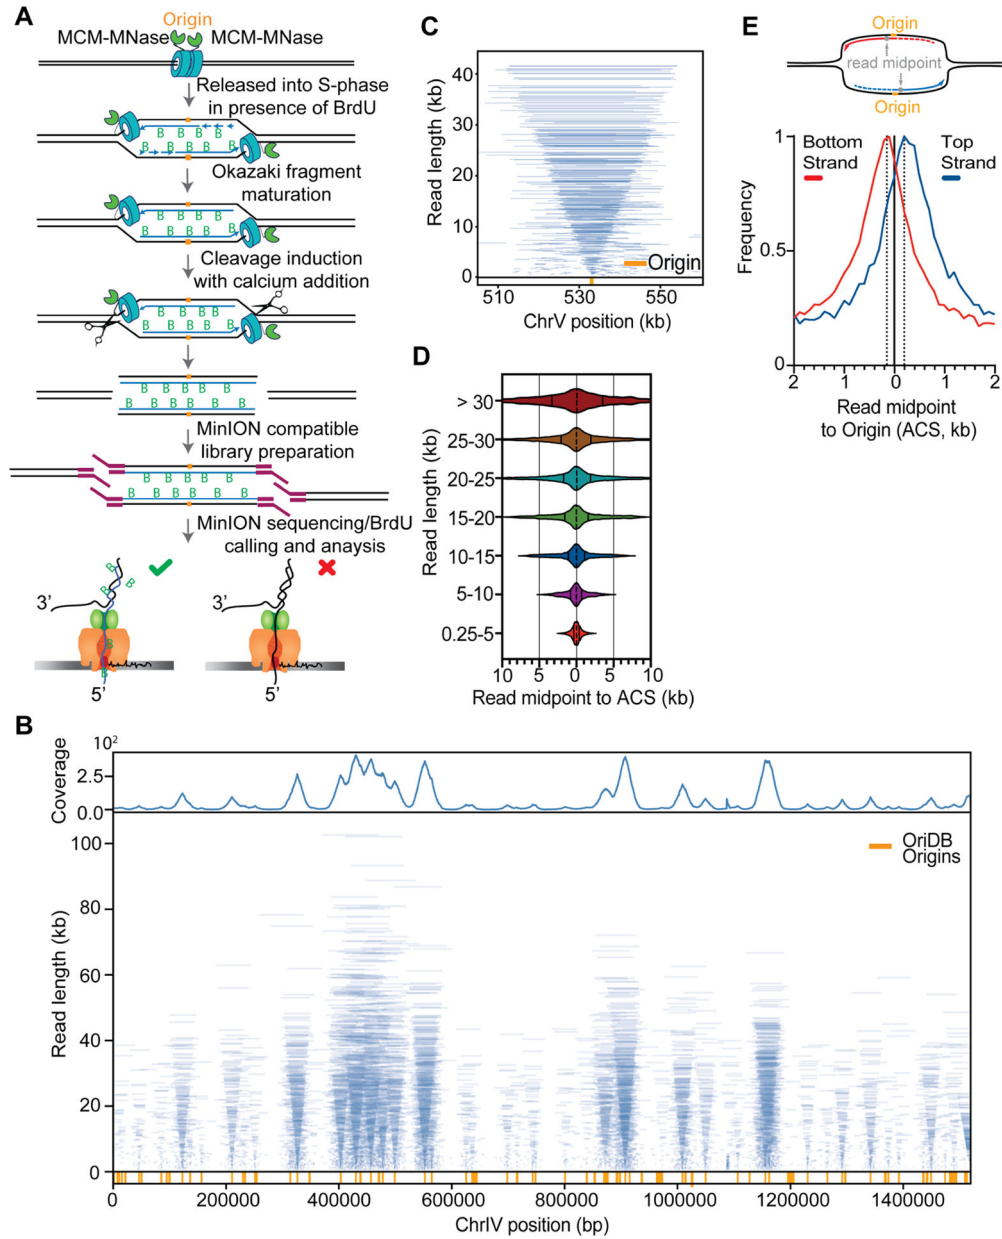 A
Origin
MCM-MNase
MCM-MNase
Released into S-phase
in presence of BrdU
B B B B
B B B B B
Okazaki fragment
maturation
B B B B
B B B B B
Cleavage induction
with calcium addition
B B B B
B B B B B
B B B B B
B B B B B
MinION compatible
library preparation
B B B B
B B B B B
MinION sequencing/BrdU
calling and anaysis
B
B
3'
3'
B
B
5'
5'
C
Read length (kb)
40
30
20
10
0
Origin
510
530
550
ChrV position (kb)
D
Read length (kb)
> 30
25-30
20-25
15-20
10-15
5-10
0.25-5
10 5 0 5 10
Read midpoint to ACS (kb)
E
Origin
read midpoint
Origin
Bottom
Strand
Top
Strand
Frequency
1
0.5
0
2 1 0 1 2
Read midpoint
to Origin (ACS, kb)
B
10²
Coverage
2.5
0.0
OriDB
Origins
Read length (kb)
100
80
60
40
20
0
0 200000 400000 600000 800000 1000000 1200000 1400000
ChrIV position (bp)